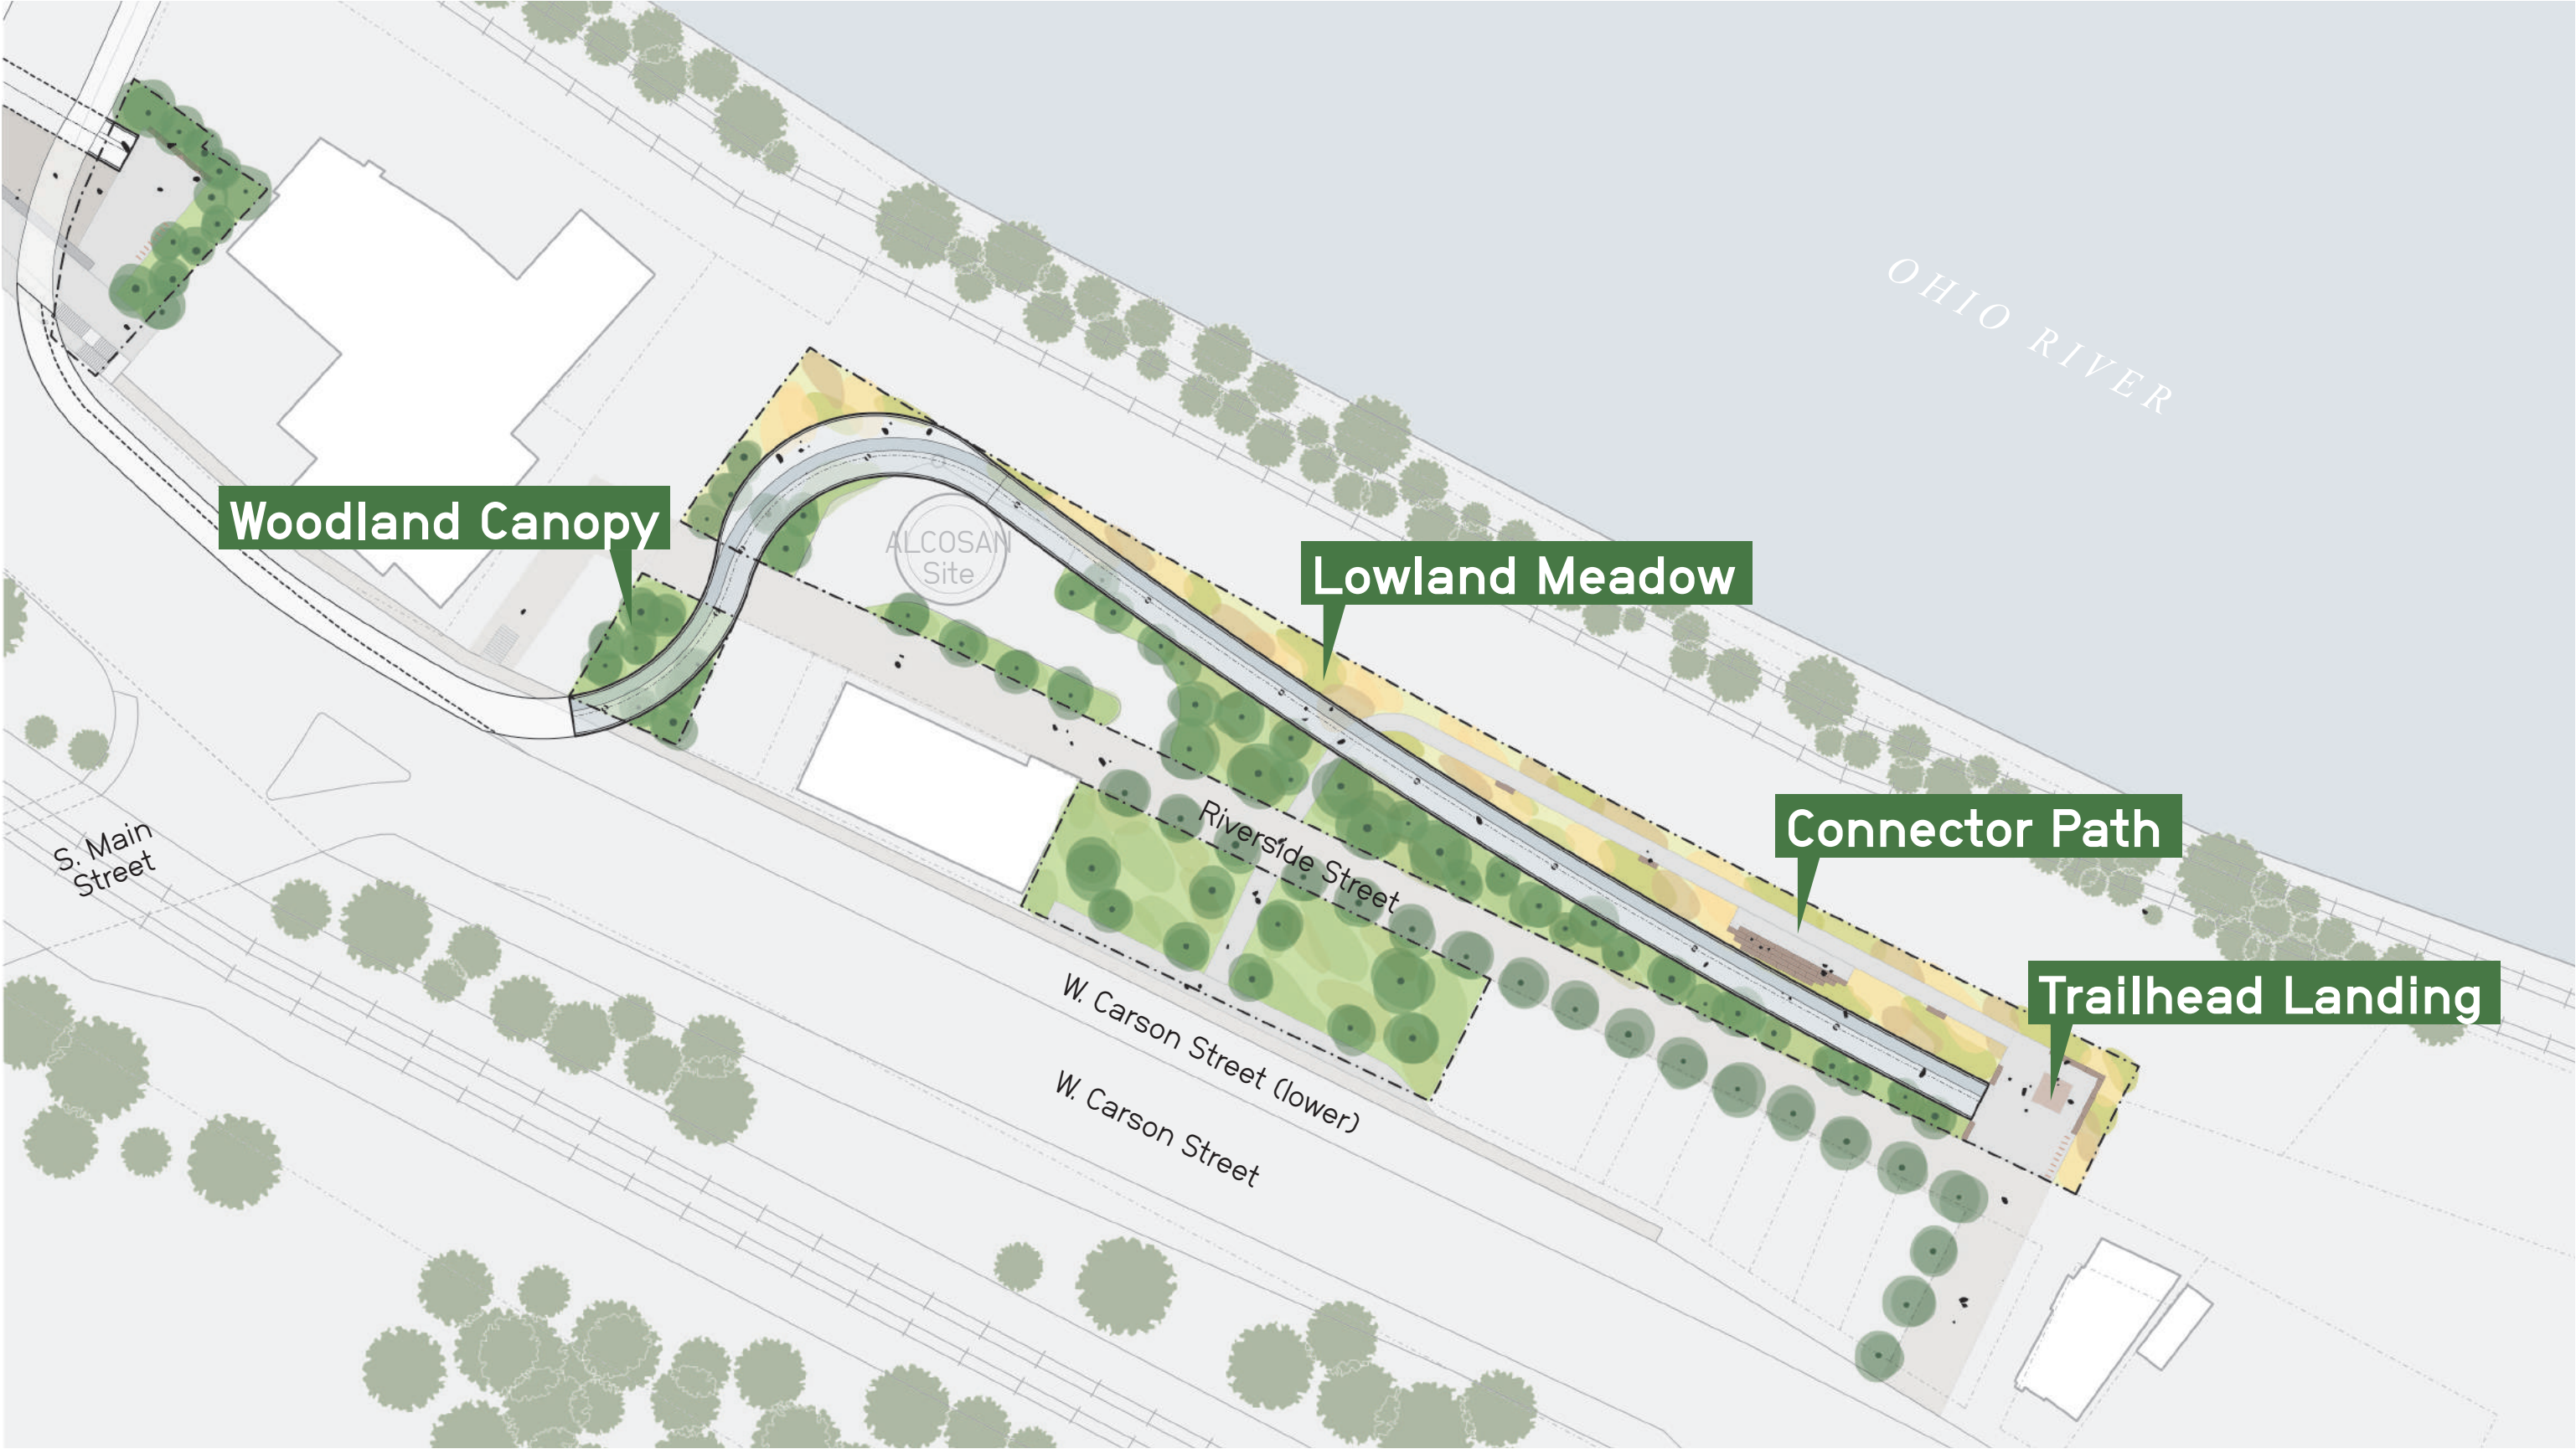 OHIO RIVER
Woodland Canopy
ALCOSAN
Site
Lowland Meadow
Connector Path
Riverside Street
S. Main
Street
Trailhead Landing
W. Carson Street (lower)
W. Carson Street